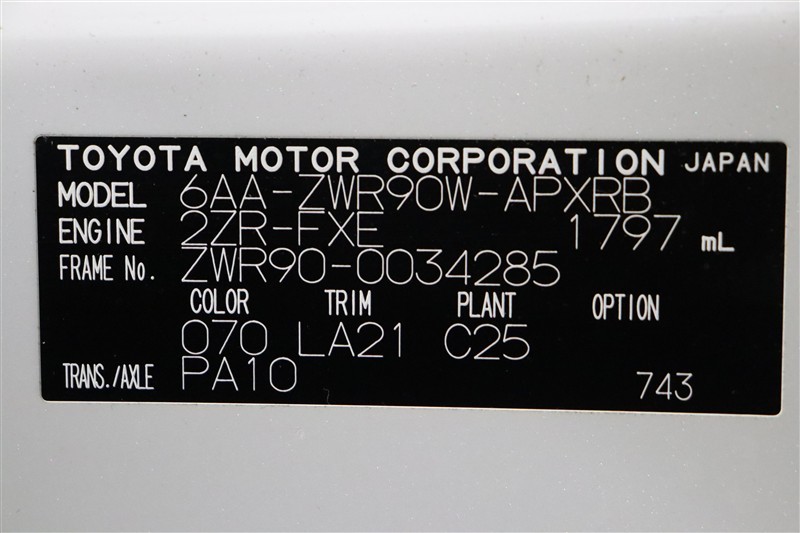 TOYOTA MOTOR CORPORATION JAPAN
MODEL 6AA-ZWR90W-APXRB
ENGINE 2ZR-FXE 1797 mL
FRAME No. ZWR90-0034285
COLOR TRIM PLANT OPTION
070 LA21 C25
TRANS./AXLE PA10 743